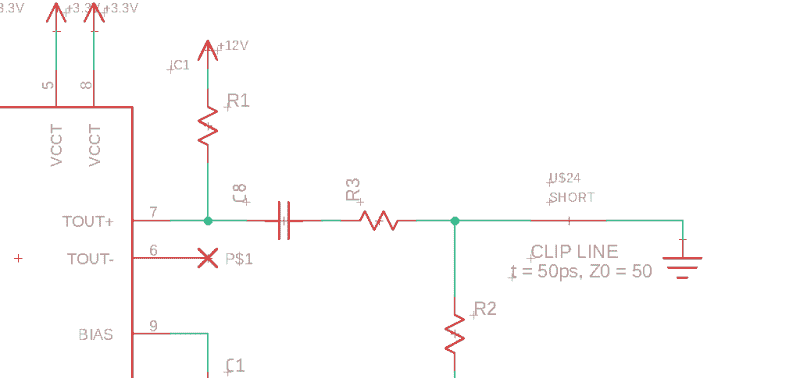 3.3V
+3.3V
+3.3V
+12V
IC1
R1
5
8
VCCT
VCCT
C8
R3
U$24
SHORT
TOUT+
7
CLIP LINE
t = 50ps, Z0 = 50
TOUT-
6
P$1
R2
BIAS
9
C1